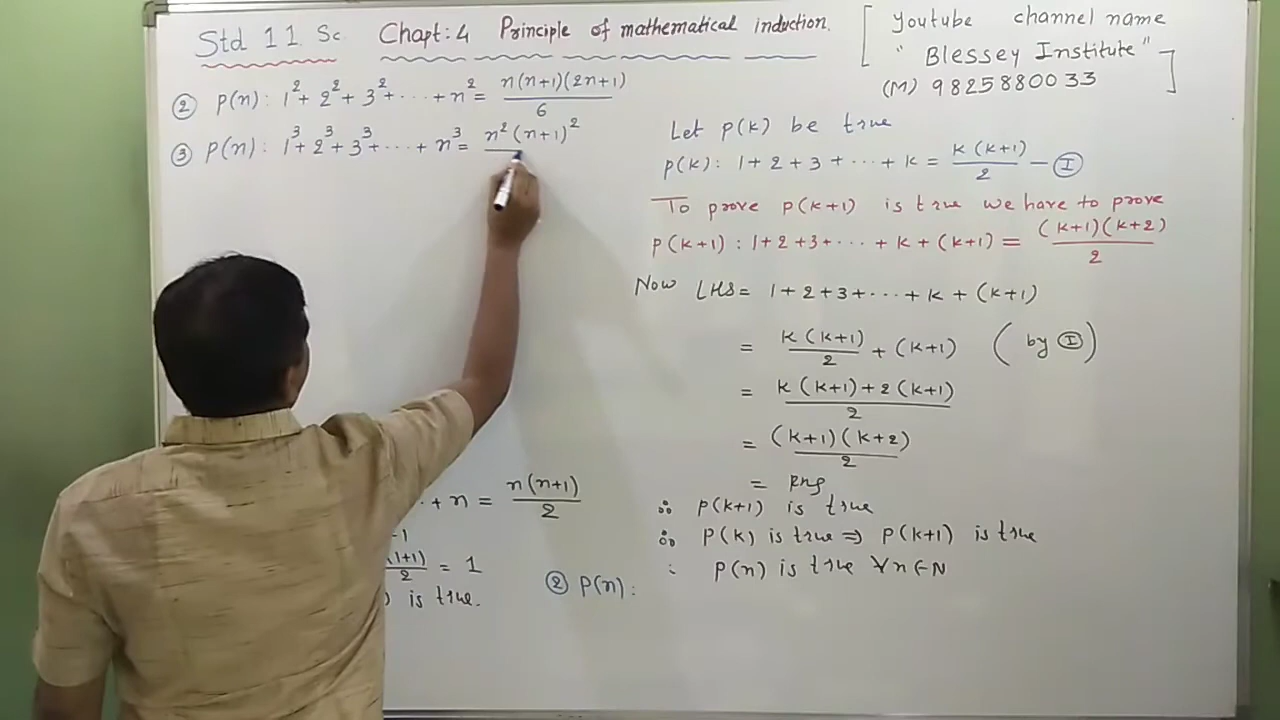 Std 11. Sc. Chapt: 4 Principle of mathematical induction.
[ youtube channel name
" Blessey Institute"
(M) 9825880033 ]
② P(n): 1² + 2² + 3² + ... + n² = n(n+1)(2n+1)/6
③ P(n): 1³ + 2³ + 3³ + ... + n³ = n²(n+1)²
+ n = n(n+1)/2
(1+1)/2 = 1
is true.
② P(n):
Let P(k) be true
P(k): 1 + 2 + 3 + ... + k = k(k+1)/2 — Ⓘ
To prove P(k+1) is true we have to prove
P(k+1): 1+2+3+ ... + k + (k+1) = (k+1)(k+2)/2
Now LHS = 1+2+3+ ... + k + (k+1)
= k(k+1)/2 + (k+1) (by Ⓘ)
= k(k+1)+2(k+1)/2
= (k+1)(k+2)/2
= RHS
∴ P(k+1) is true
∴ P(k) is true ⇒ P(k+1) is true
∴ P(n) is true ∀n∈N